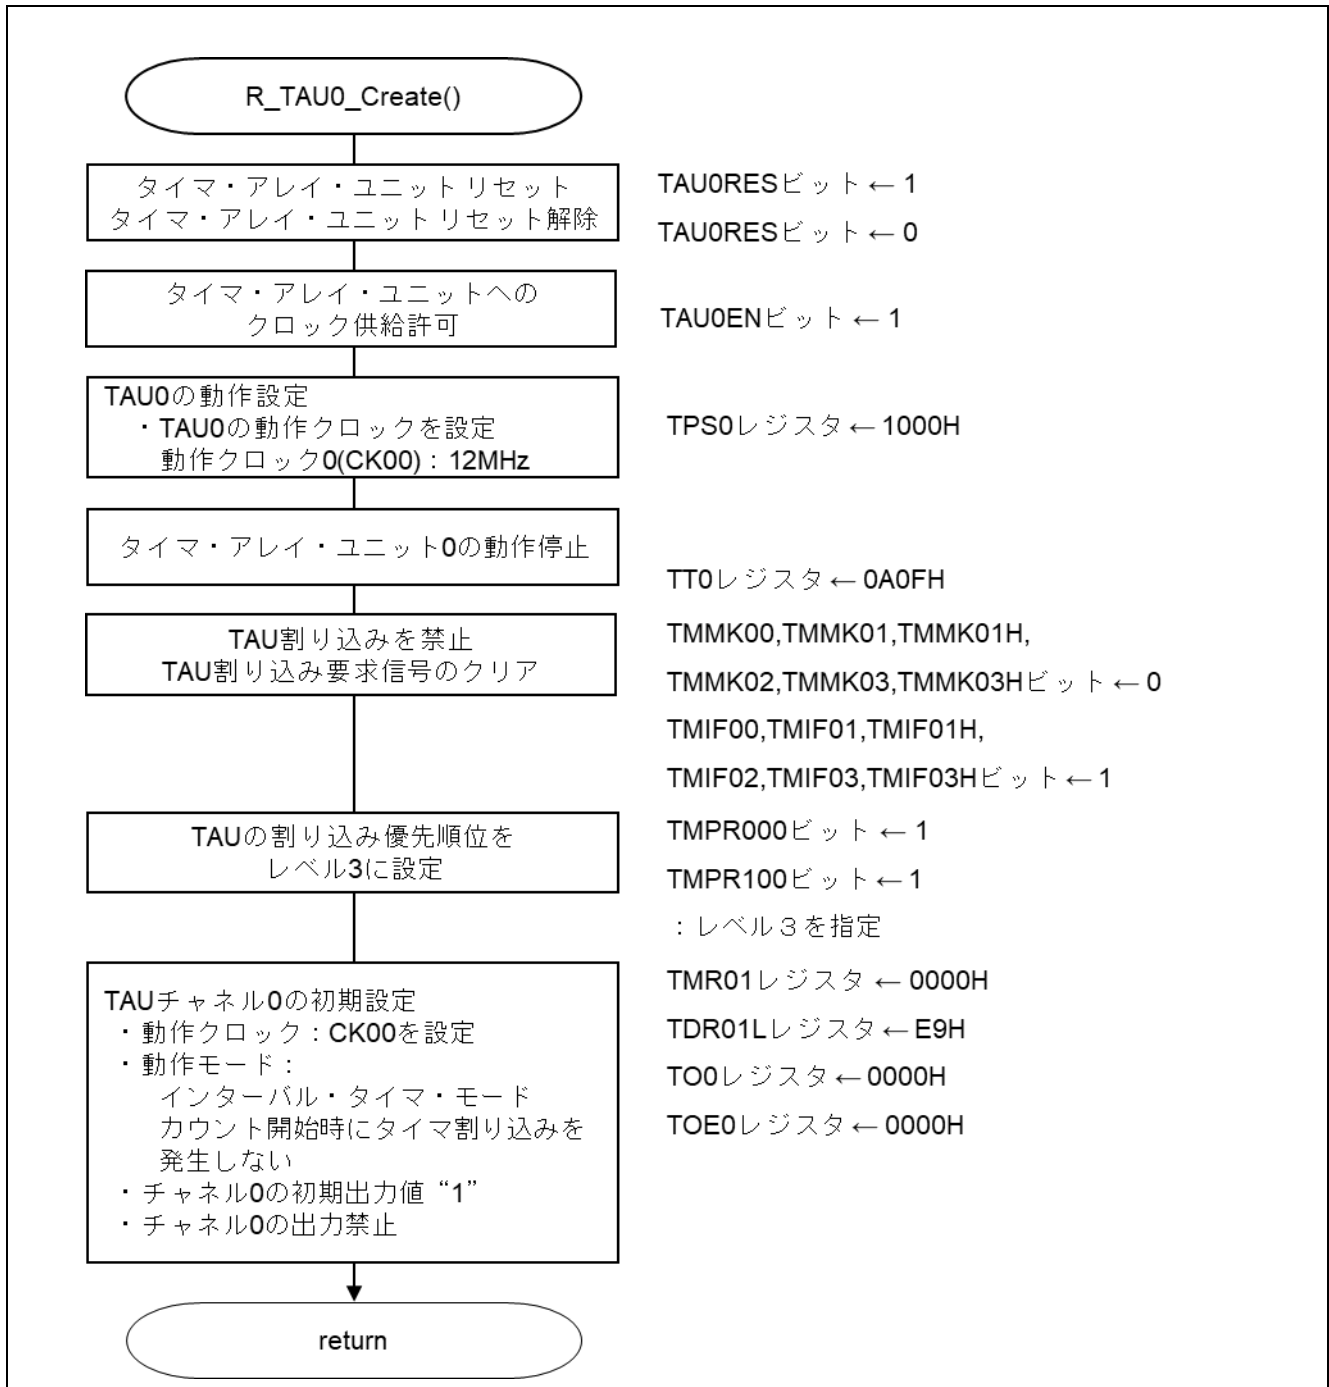 R_TAU0_Create()
タイマ・アレイ・ユニット リセット
タイマ・アレイ・ユニット リセット解除
TAU0RESビット ← 1
TAU0RESビット ← 0
タイマ・アレイ・ユニットへの
クロック供給許可
TAU0ENビット ← 1
TAU0の動作設定
・TAU0の動作クロックを設定
動作クロック0(CK00)：12MHz
TPS0レジスタ ← 1000H
タイマ・アレイ・ユニット0の動作停止
TT0レジスタ ← 0A0FH
TAU割り込みを禁止
TAU割り込み要求信号のクリア
TMMK00,TMMK01,TMMK01H,
TMMK02,TMMK03,TMMK03Hビット ← 0
TMIF00,TMIF01,TMIF01H,
TMIF02,TMIF03,TMIF03Hビット ← 1
TAUの割り込み優先順位を
レベル3に設定
TMPR000ビット ← 1
TMPR100ビット ← 1
：レベル３を指定
TAUチャネル0の初期設定
・動作クロック：CK00を設定
・動作モード：
インターバル・タイマ・モード
カウント開始時にタイマ割り込みを
発生しない
・チャネル0の初期出力値“1”
・チャネル0の出力禁止
TMR01レジスタ ← 0000H
TDR01Lレジスタ ← E9H
TO0レジスタ ← 0000H
TOE0レジスタ ← 0000H
return